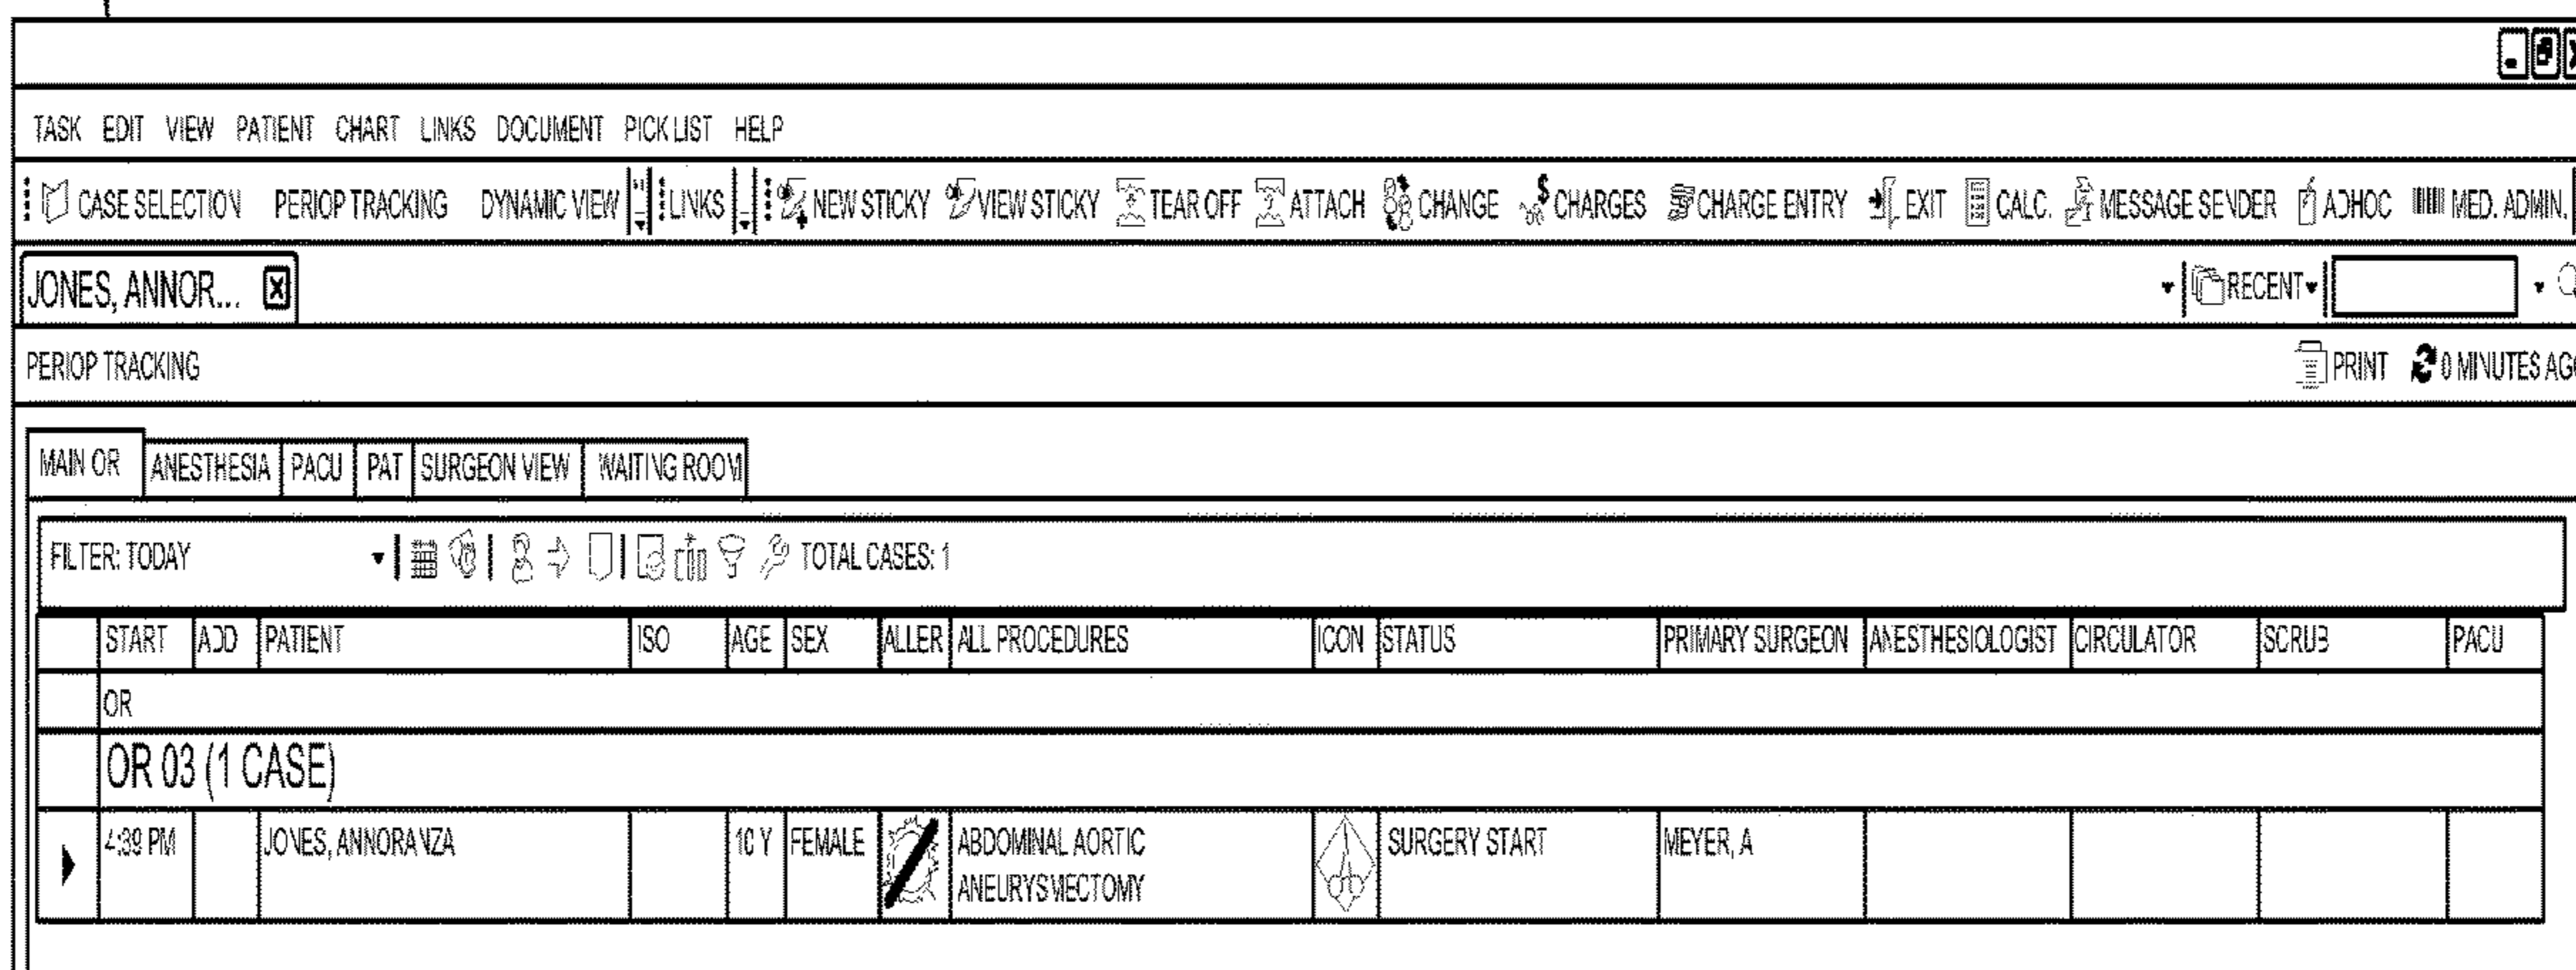 TASK EDIT VIEW PATIENT CHART LINKS DOCUMENT PICK LIST HELP
CASE SELECTION PERIOP TRACKING DYNAMIC VIEW LINKS NEW STICKY VIEW STICKY TEAR OFF ATTACH CHANGE $ CHARGES CHARGE ENTRY EXIT CALC. MESSAGE SENDER ADHOC MED. ADMIN.
JONES, ANNOR... RECENT
PERIOP TRACKING PRINT 0 MINUTES AGO
MAIN OR ANESTHESIA PACU PAT SURGEON VIEW WAITING ROOM
FILTER: TODAY TOTAL CASES: 1
START ADD PATIENT ISO AGE SEX ALLER ALL PROCEDURES ICON STATUS PRIMARY SURGEON ANESTHESIOLOGIST CIRCULATOR SCRUB PACU
OR
OR 03 (1 CASE)
4:39 PM JONES, ANNORANZA 10 Y FEMALE ABDOMINAL AORTIC SURGERY START MEYER, A
ANEURYSMECTOMY